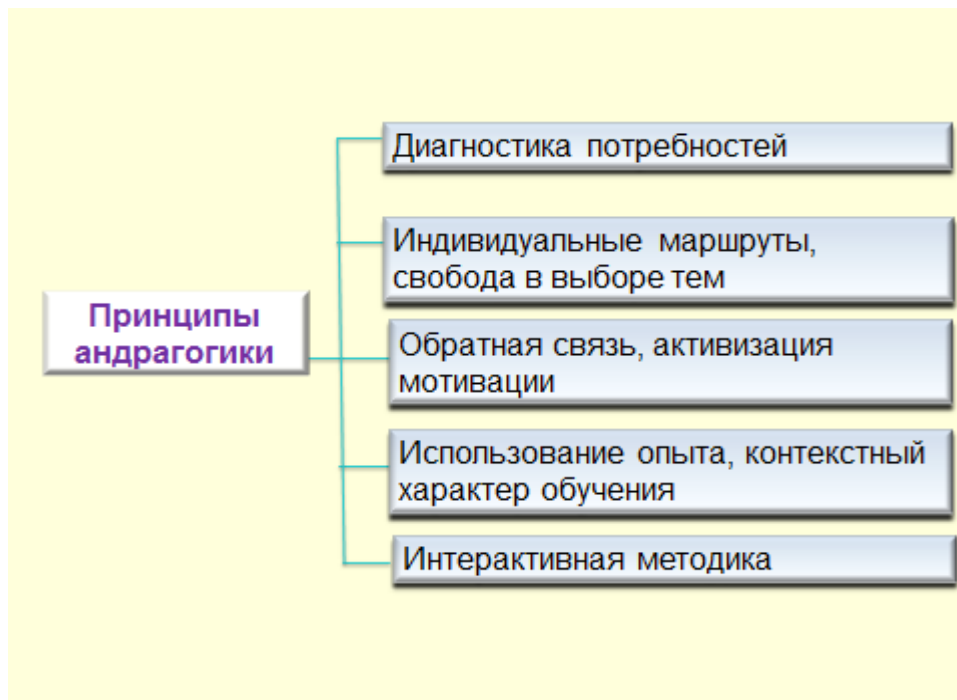 Принципы
андрагогики
Диагностика потребностей
Индивидуальные маршруты,
свобода в выборе тем
Обратная связь, активизация
мотивации
Использование опыта, контекстный
характер обучения
Интерактивная методика